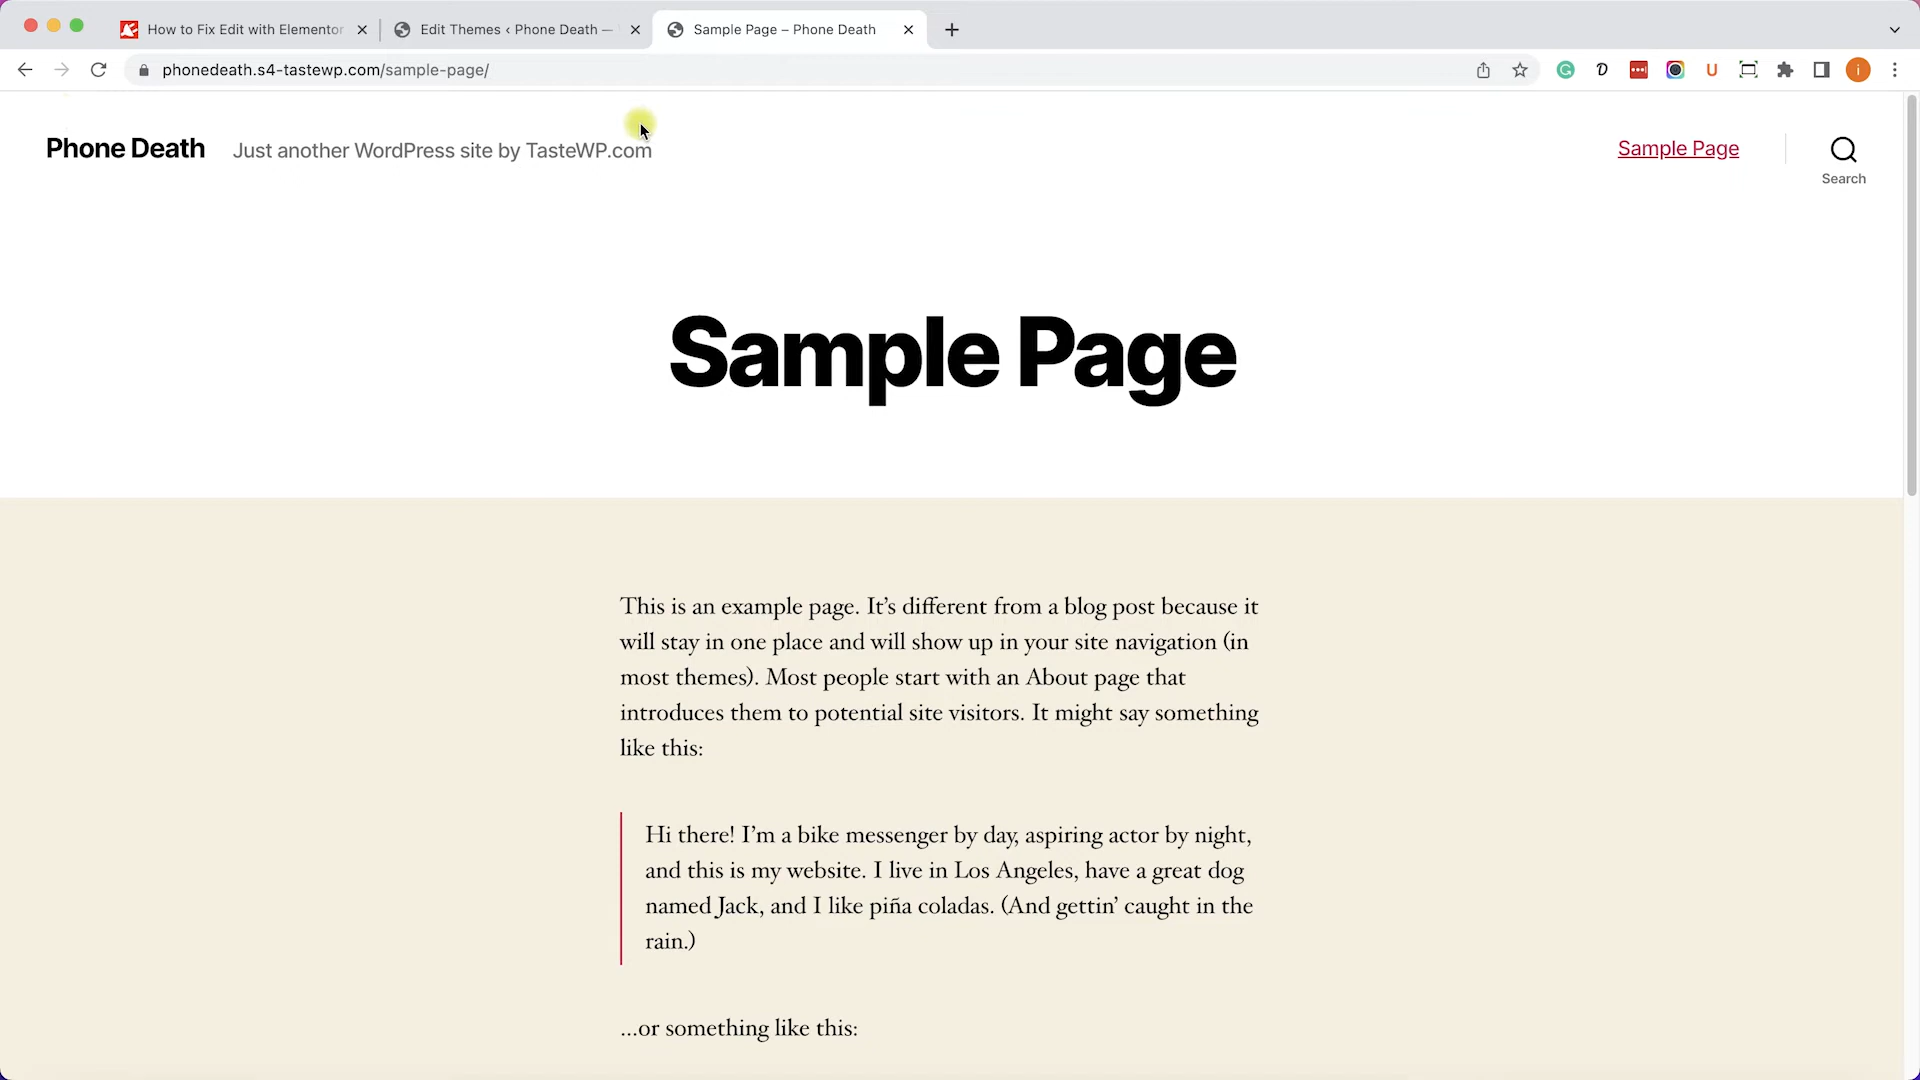 How to Fix Edit with Elementor
Edit Themes ‹ Phone Death —
Sample Page – Phone Death
phonedeath.s4-tastewp.com/sample-page/
Phone Death
Just another WordPress site by TasteWP.com
Sample Page
Search
Sample Page
This is an example page. It’s different from a blog post because it
will stay in one place and will show up in your site navigation (in
most themes). Most people start with an About page that
introduces them to potential site visitors. It might say something
like this:
Hi there! I’m a bike messenger by day, aspiring actor by night,
and this is my website. I live in Los Angeles, have a great dog
named Jack, and I like piña coladas. (And gettin’ caught in the
rain.)
...or something like this: